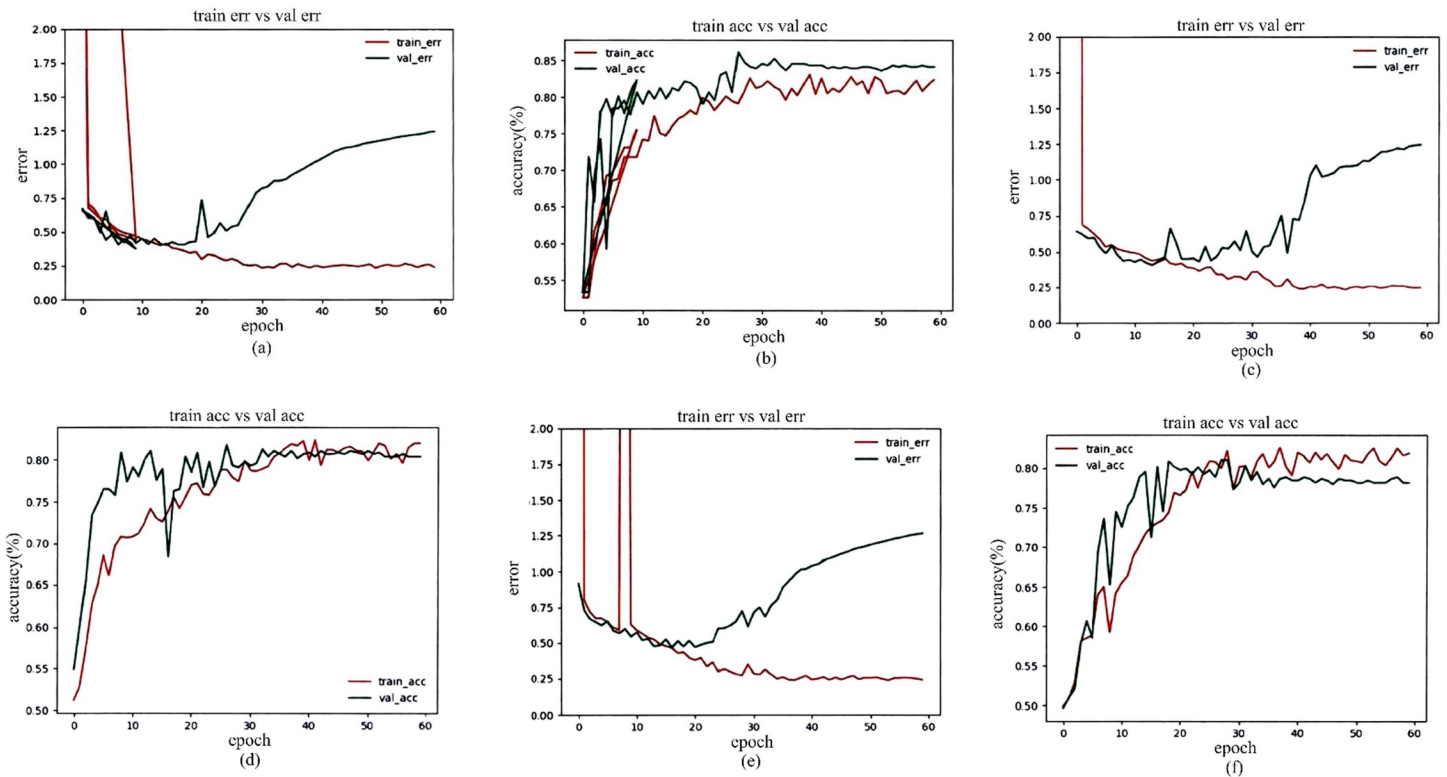 train err vs val err
2.00
1.75
1.50
1.25
1.00
0.75
0.50
0.25
0.00
error
train_err
val_err
0 10 20 30 40 50 60
epoch
(a)
train acc vs val acc
0.85
0.80
0.75
0.70
0.65
0.60
0.55
accuracy(%)
train_acc
val_acc
0 10 20 30 40 50 60
epoch
(b)
train err vs val err
2.00
1.75
1.50
1.25
1.00
0.75
0.50
0.25
0.00
error
train_err
val_err
0 10 20 30 40 50 60
epoch
(c)
train acc vs val acc
0.80
0.75
0.70
0.65
0.60
0.55
0.50
accuracy(%)
train_acc
val_acc
0 10 20 30 40 50 60
epoch
(d)
train err vs val err
2.00
1.75
1.50
1.25
1.00
0.75
0.50
0.25
0.00
error
train_err
val_err
0 10 20 30 40 50 60
epoch
(e)
train acc vs val acc
0.80
0.75
0.70
0.65
0.60
0.55
0.50
accuracy(%)
train_acc
val_acc
0 10 20 30 40 50 60
epoch
(f)